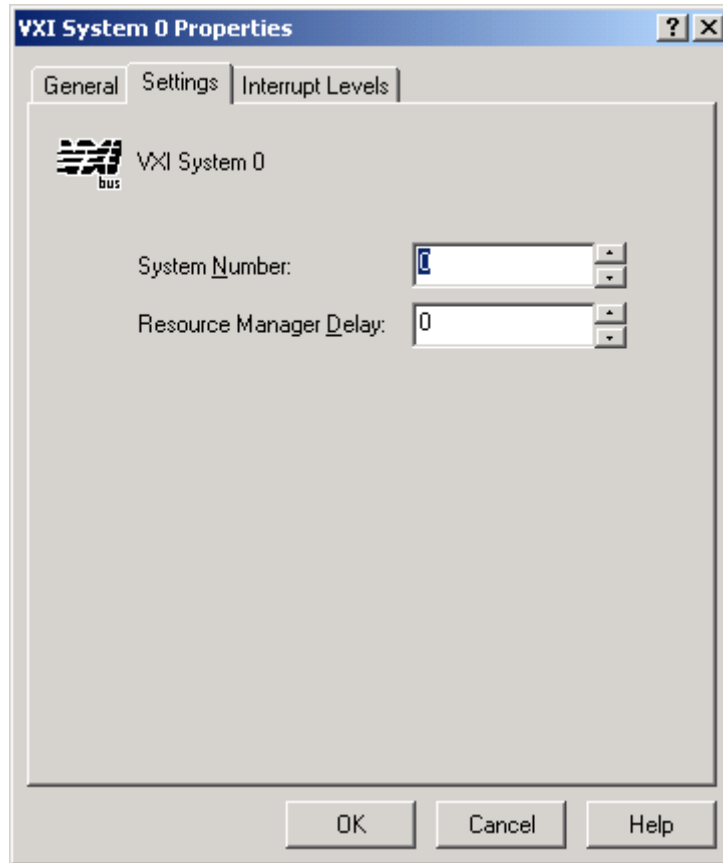 VXI System 0 Properties
General Settings Interrupt Levels
VXI bus
VXI System 0
System Number: 0
Resource Manager Delay: 0
OK Cancel Help